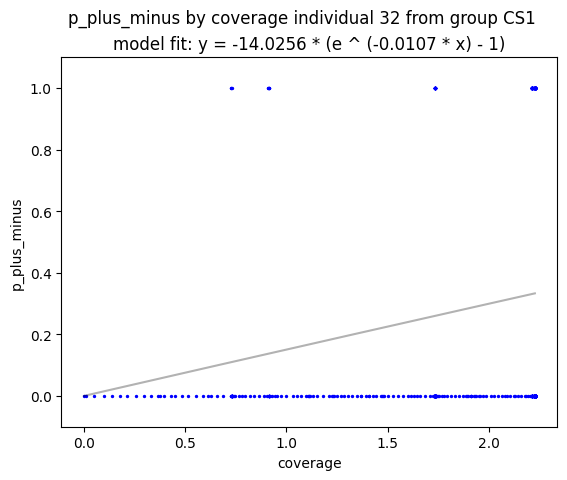 p_plus_minus by coverage individual 32 from group CS1
model fit: y = -14.0256 * (e ^ (-0.0107 * x) - 1)
1.0
0.8
0.6
0.4
0.2
0.0
p_plus_minus
0.0 0.5 1.0 1.5 2.0
coverage